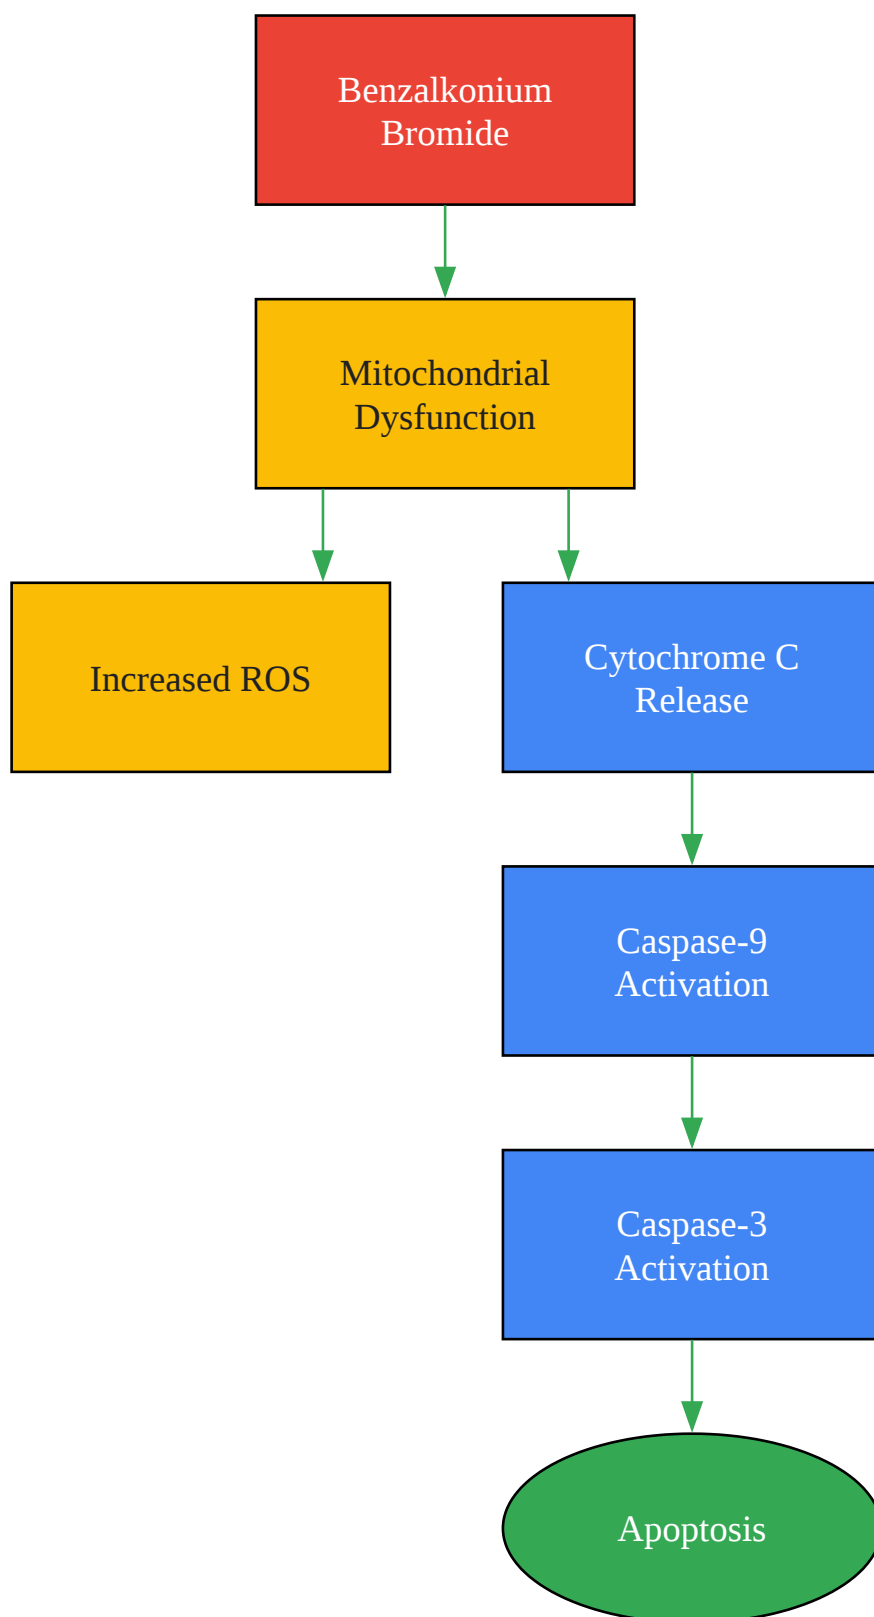 Benzalkonium
Bromide
Mitochondrial
Dysfunction
Increased ROS
Cytochrome C
Release
Caspase-9
Activation
Caspase-3
Activation
Apoptosis